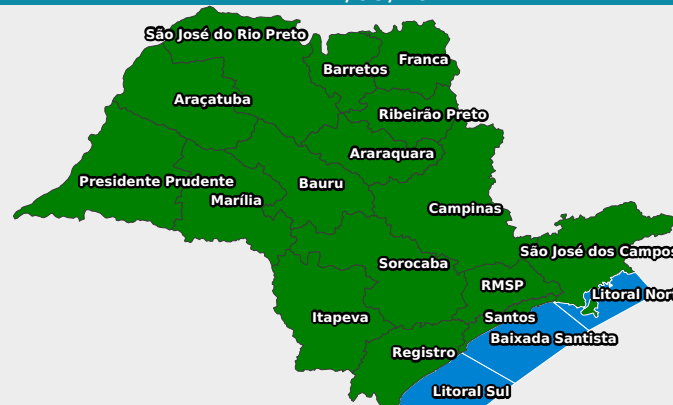 São José do Rio Preto
Franca
Barretos
Araçatuba
Ribeirão Preto
Araraquara
Presidente Prudente
Bauru
Marília
Campinas
São José dos Campos
Sorocaba
RMSP
Litoral Nort
Itapeva
Santos
Baixada Santista
Registro
Litoral Sul